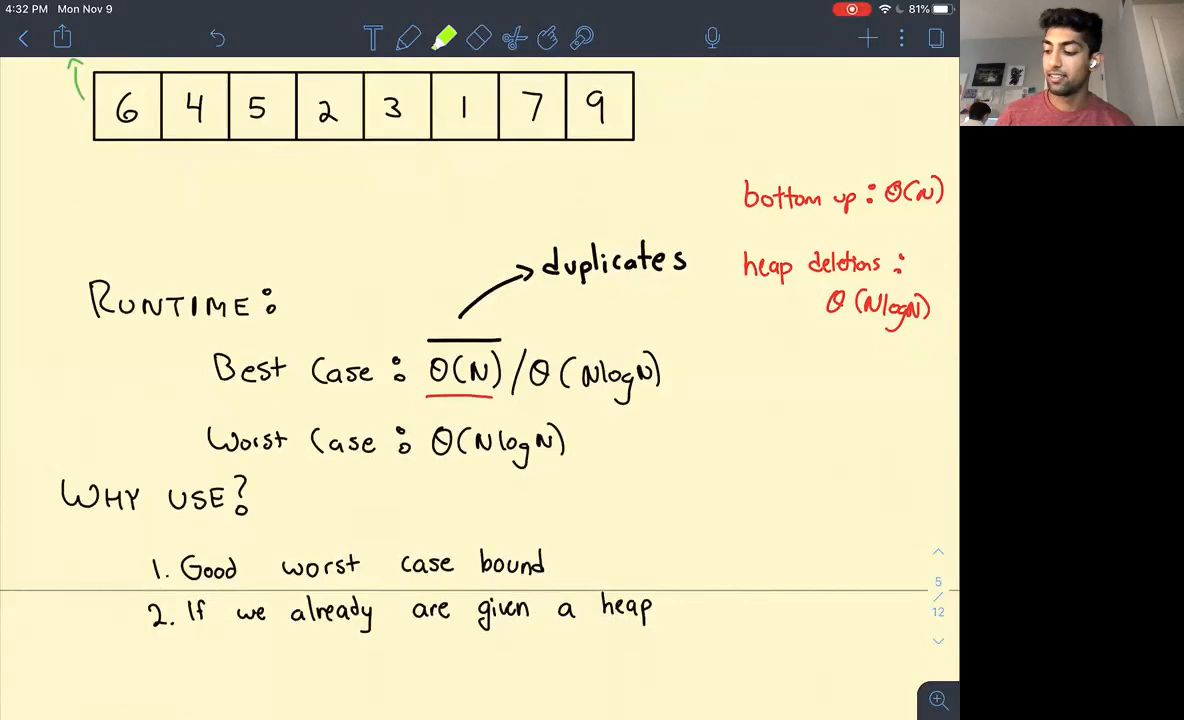 4:32 PM Mon Nov 9
81%
6 4 5 2 3 1 7 9
bottom up : Θ(N)
duplicates
heap deletions :
Θ(NlogN)
RUNTIME :
Best Case : Θ(N) / Θ(NlogN)
Worst Case : Θ(NlogN)
WHY USE?
1. Good worst case bound
2. If we already are given a heap
5
/
12